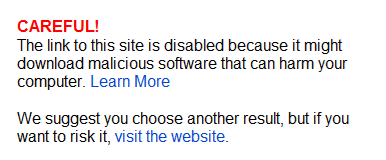 CAREFUL!
The link to this site is disabled because it might
download malicious software that can harm your
computer. Learn More
We suggest you choose another result, but if you
want to risk it, visit the website.